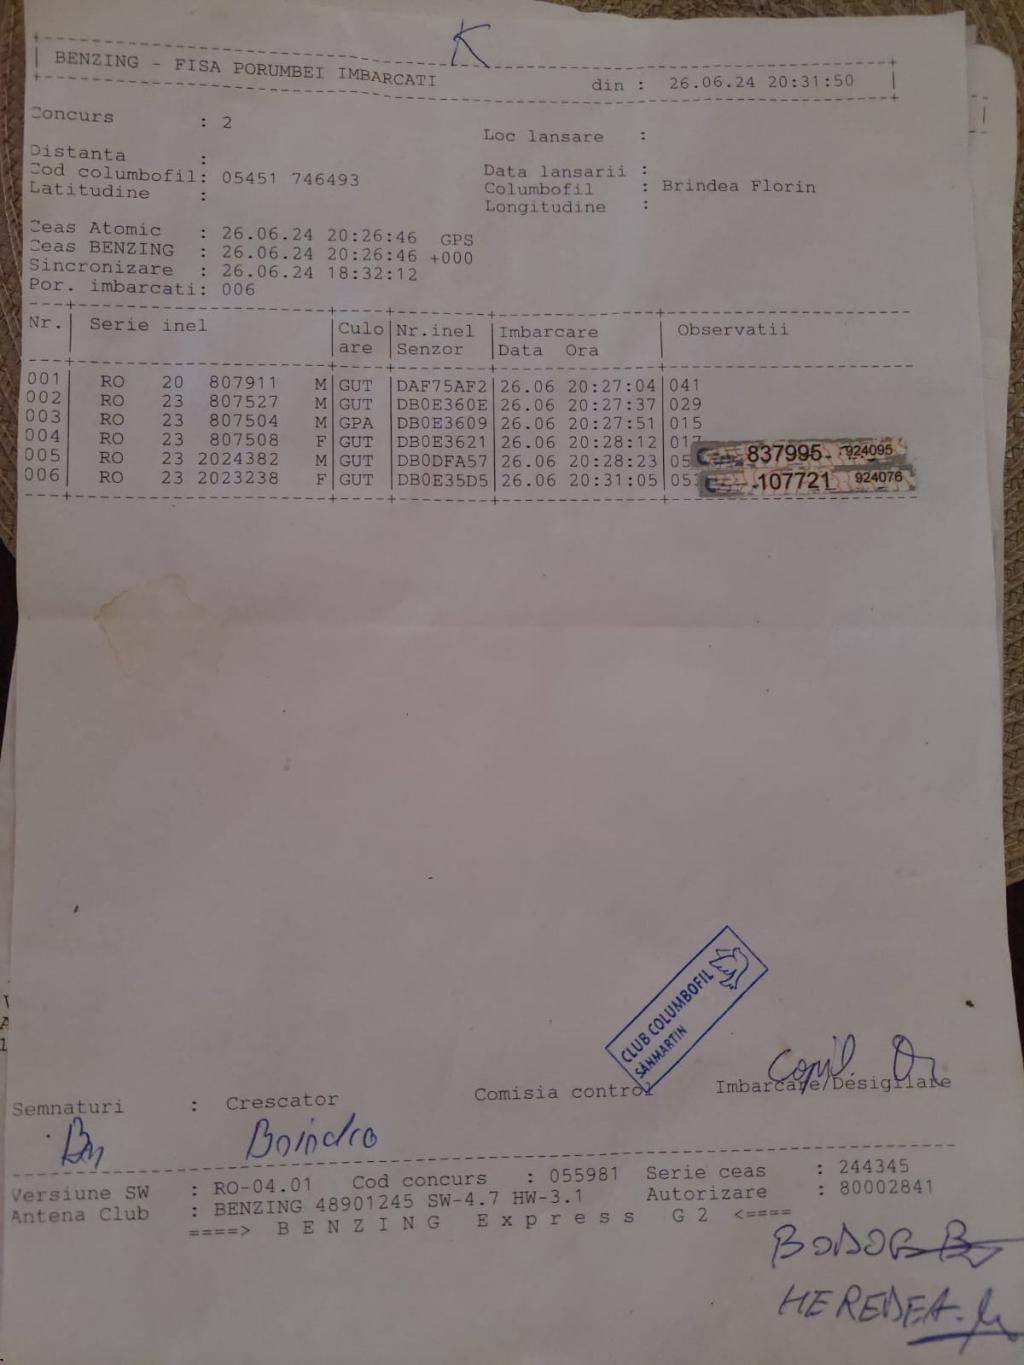 K
BENZING - FISA PORUMBEI IMBARCATI din : 26.06.24 20:31:50
Concurs : 2
Loc lansare :
Distanta :
Data lansarii :
Cod columbofil: 05451 746493
Columbofil : Brindea Florin
Latitudine :
Longitudine :
Ceas Atomic : 26.06.24 20:26:46 GPS
Ceas BENZING : 26.06.24 20:26:46 +000
Sincronizare : 26.06.24 18:32:12
Por. imbarcati: 006
Nr. Serie inel Culo Nr.inel Imbarcare Observatii
are Senzor Data Ora
001 RO 20 807911 M GUT DAF75AF2 26.06 20:27:04 041
002 RO 23 807527 M GUT DB0E360E 26.06 20:27:37 029
003 RO 23 807504 M GPA DB0E3609 26.06 20:27:51 015
004 RO 23 807508 F GUT DB0E3621 26.06 20:28:12 017
005 RO 23 2024382 M GUT DB0DFA57 26.06 20:28:23 05 837995- 924095
006 RO 23 2023238 F GUT DB0E35D5 26.06 20:31:05 05 107721 924076
CLUB COLUMBOFIL
SÂNMARTIN
Semnaturi : Crescator Comisia control Imbarcare/Desigilare
Versiune SW : RO-04.01 Cod concurs : 055981 Serie ceas : 244345
Antena Club : BENZING 48901245 SW-4.7 HW-3.1 Autorizare : 80002841
====> B E N Z I N G E x p r e s s G 2 <====
HEREDEA